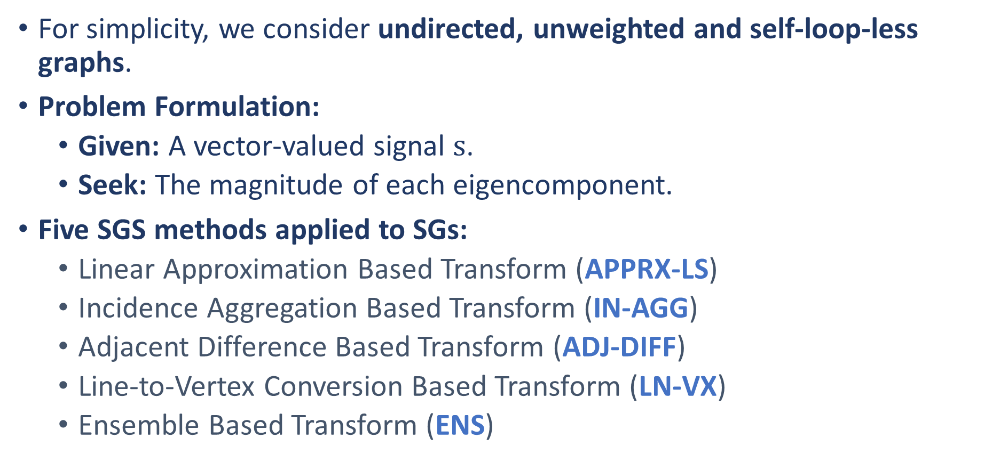 • For simplicity, we consider undirected, unweighted and self-loop-less
graphs.
• Problem Formulation:
• Given: A vector-valued signal s.
• Seek: The magnitude of each eigencomponent.
• Five SGS methods applied to SGs:
• Linear Approximation Based Transform (APPRX-LS)
• Incidence Aggregation Based Transform (IN-AGG)
• Adjacent Difference Based Transform (ADJ-DIFF)
• Line-to-Vertex Conversion Based Transform (LN-VX)
• Ensemble Based Transform (ENS)